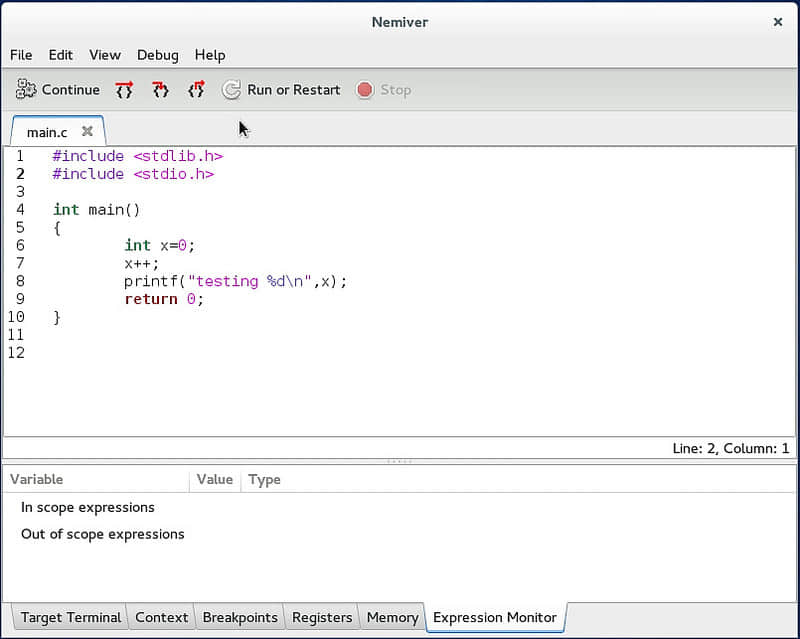 Nemiver
File Edit View Debug Help
Continue Run or Restart Stop
main.c
1 #include <stdlib.h>
2 #include <stdio.h>
3
4 int main()
5 {
6 int x=0;
7 x++;
8 printf("testing %d\n",x);
9 return 0;
10 }
11
12
Line: 2, Column: 1
Variable Value Type
In scope expressions
Out of scope expressions
Target Terminal Context Breakpoints Registers Memory Expression Monitor